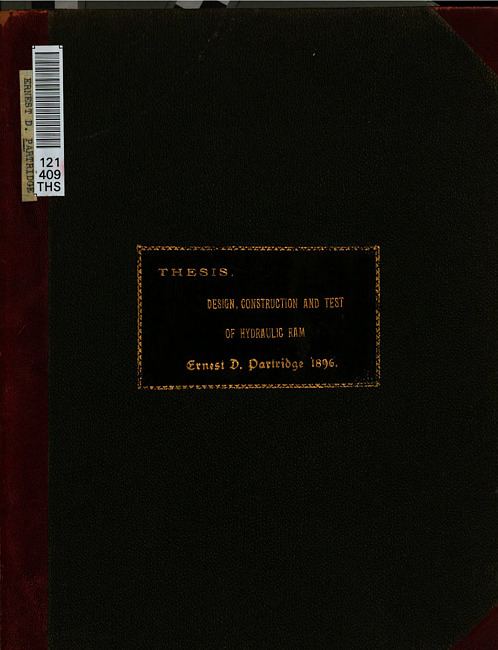 ERNEST D. PARTRIDGE
121
409
THS
THESIS.
DESIGN, CONSTRUCTION AND TEST
OF HYDRAULIC RAM
Ernest D. Partridge 1896.